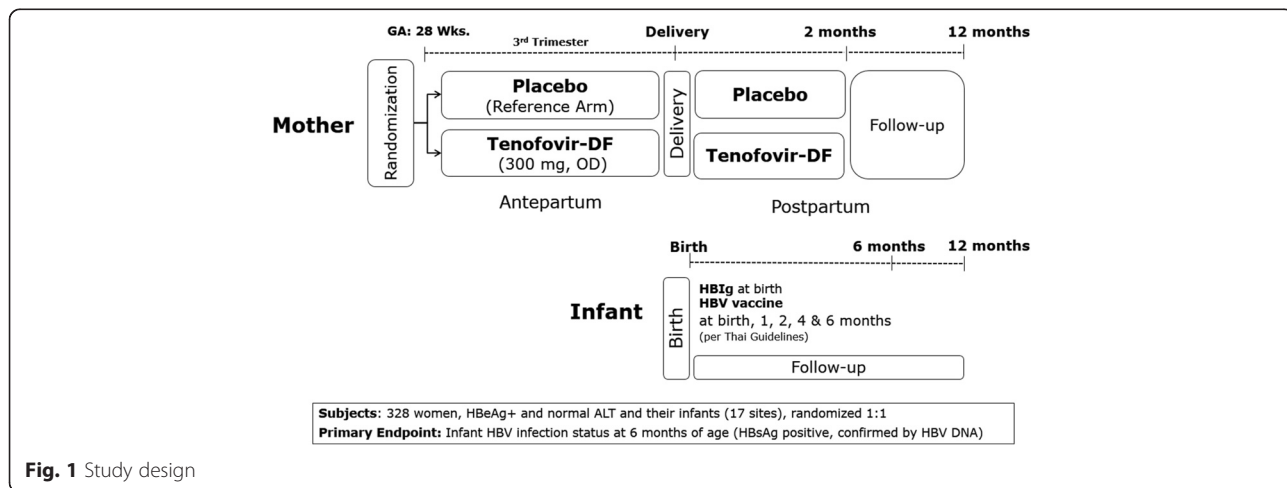 GA: 28 Wks.
3rd Trimester
Delivery
2 months
12 months
Mother
Randomization
Placebo
(Reference Arm)
Tenofovir-DF
(300 mg, OD)
Delivery
Placebo
Tenofovir-DF
Follow-up
Antepartum
Postpartum
Birth
6 months
12 months
Infant
Birth
HBIg at birth
HBV vaccine
at birth, 1, 2, 4 & 6 months
(per Thai Guidelines)
Follow-up
Subjects: 328 women, HBeAg+ and normal ALT and their infants (17 sites), randomized 1:1
Primary Endpoint: Infant HBV infection status at 6 months of age (HBsAg positive, confirmed by HBV DNA)
Fig. 1 Study design